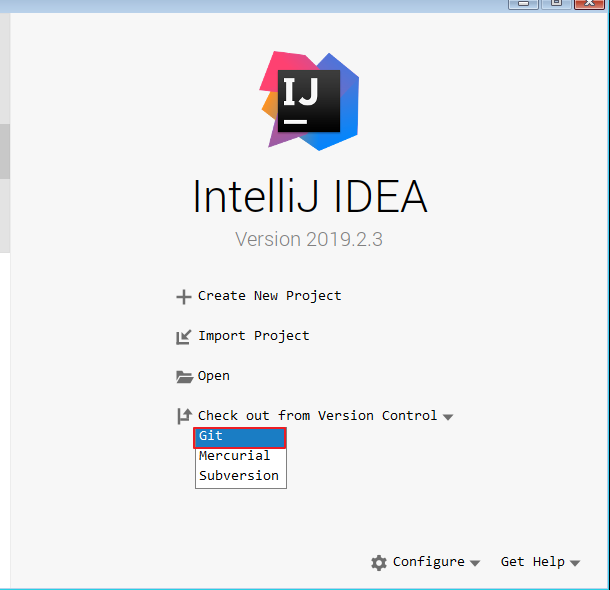 IJ
IntelliJ IDEA
Version 2019.2.3
Create New Project
Import Project
Open
Check out from Version Control
Git
Mercurial
Subversion
Configure Get Help